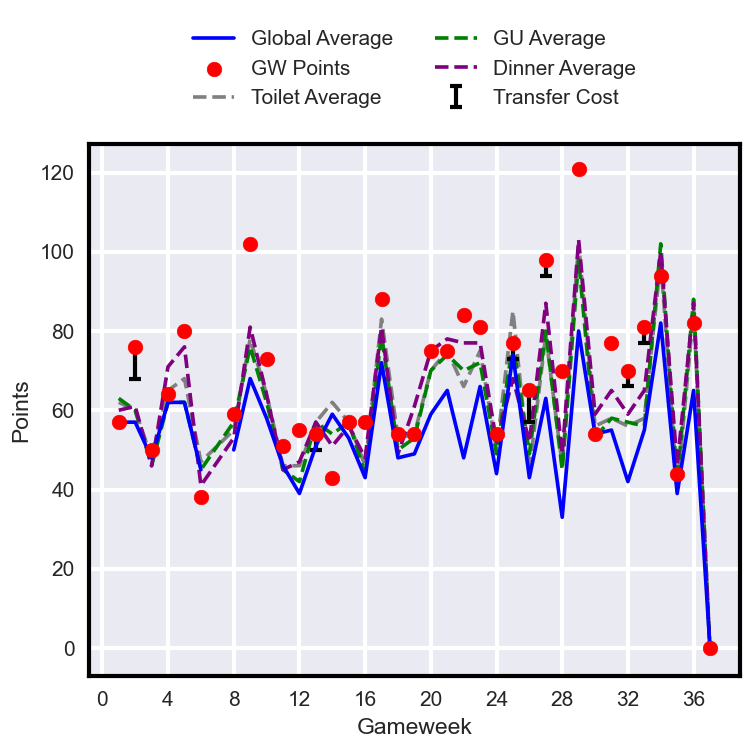 Global Average
GW Points
Toilet Average
GU Average
Dinner Average
Transfer Cost
Points
120
100
80
60
40
20
0
0 4 8 12 16 20 24 28 32 36
Gameweek